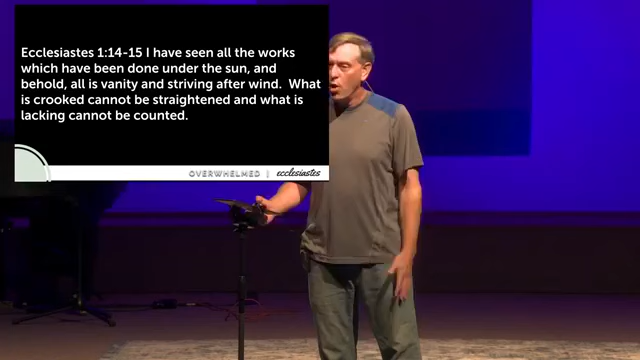 Ecclesiastes 1:14-15 I have seen all the works
which have been done under the sun, and
behold, all is vanity and striving after wind.  What
is crooked cannot be straightened and what is
lacking cannot be counted.
OVERWHELMED | ecclesiastes